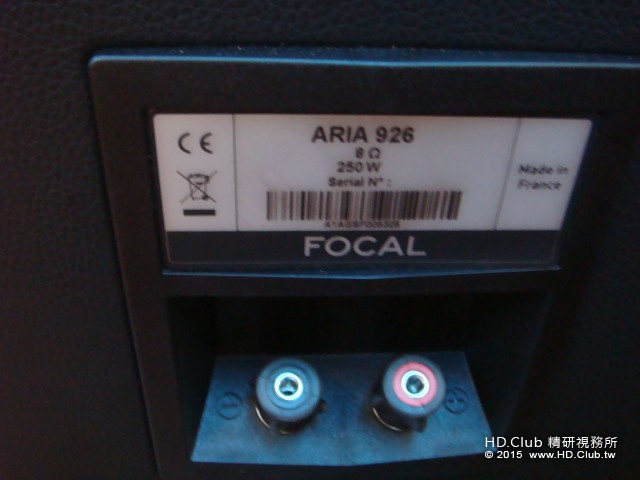 ARIA 926
8 Ω
250 W
Serial N° :
Made in
France
FOCAL
HD.Club 精研視務所
© 2015 www.HD.Club.tw